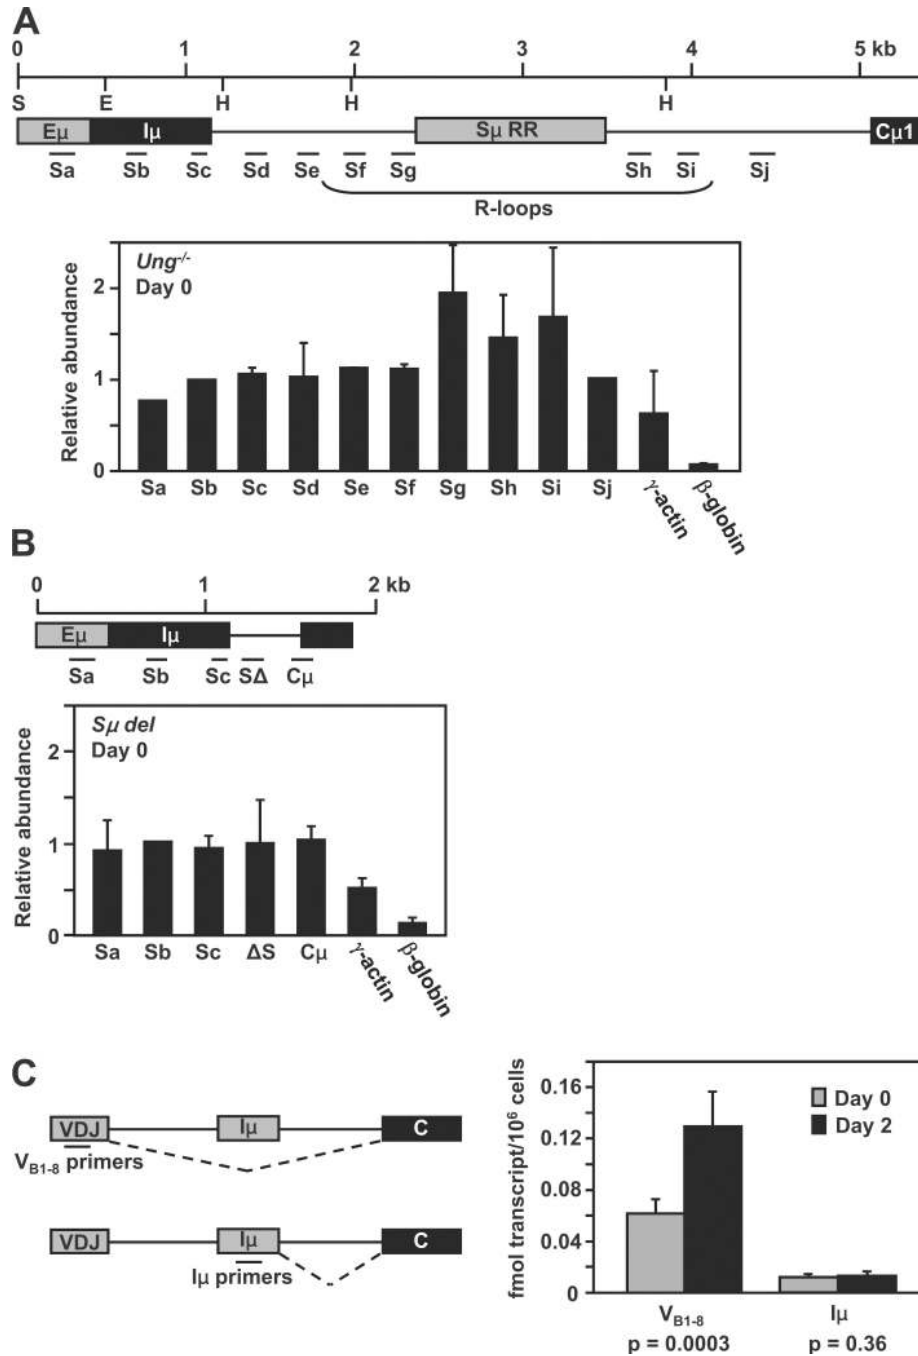 A
0 1 2 3 4 5 kb
S E H H H
Eμ Iμ Sμ RR Cμ1
Sa Sb Sc Sd Se Sf Sg Sh Si Sj
R-loops
Ung-/-
Day 0
Relative abundance
2
1
0
Sa Sb Sc Sd Se Sf Sg Sh Si Sj γ-actin β-globin
B
0 1 2 kb
Eμ Iμ
Sa Sb Sc SΔ Cμ
Sμ del
Day 0
Relative abundance
2
1
0
Sa Sb Sc ΔS Cμ γ-actin β-globin
C
VDJ Iμ C
VB1-8 primers
VDJ Iμ C
Iμ primers
fmol transcript/10⁶ cells
0.16
0.12
0.08
0.04
0
Day 0
Day 2
VB1-8 Iμ
p = 0.0003 p = 0.36